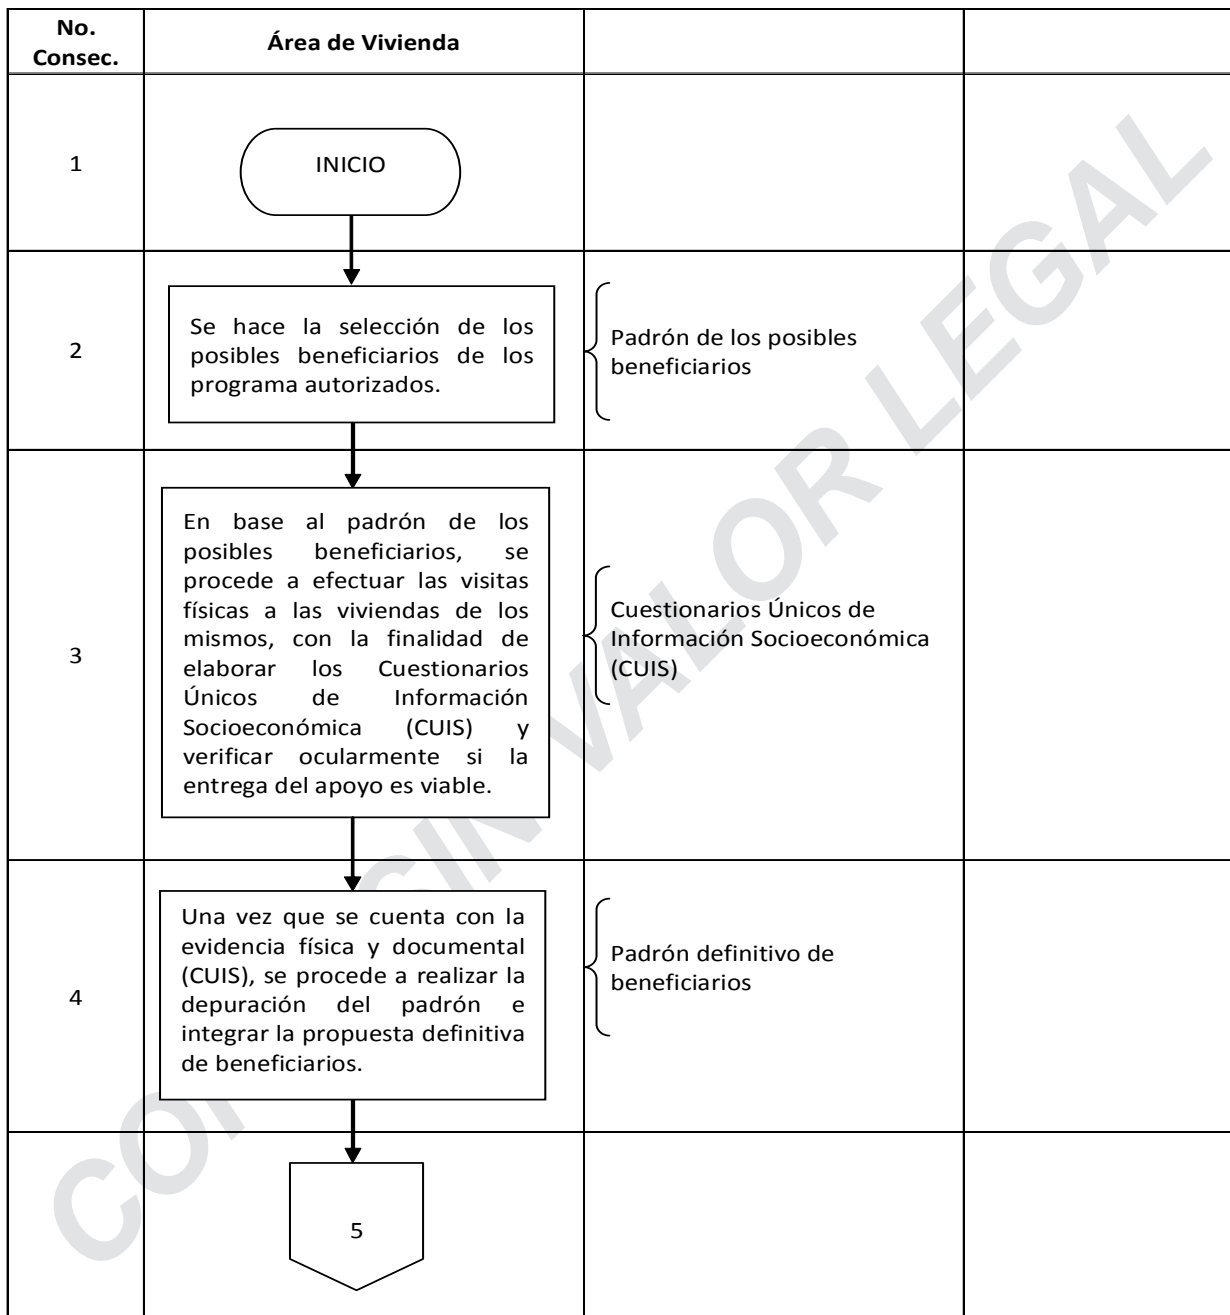 No.
Consec.
Área de Vivienda
1
INICIO
2
Se hace la selección de los
posibles beneficiarios de los
programa autorizados.
Padrón de los posibles
beneficiarios
3
En base al padrón de los
posibles beneficiarios, se
procede a efectuar las visitas
físicas a las viviendas de los
mismos, con la finalidad de
elaborar los Cuestionarios
Únicos de Información
Socioeconómica (CUIS) y
verificar ocularmente si la
entrega del apoyo es viable.
Cuestionarios Únicos de
Información Socioeconómica
(CUIS)
4
Una vez que se cuenta con la
evidencia física y documental
(CUIS), se procede a realizar la
depuración del padrón e
integrar la propuesta definitiva
de beneficiarios.
Padrón definitivo de
beneficiarios
5
SIN VALOR LEGAL